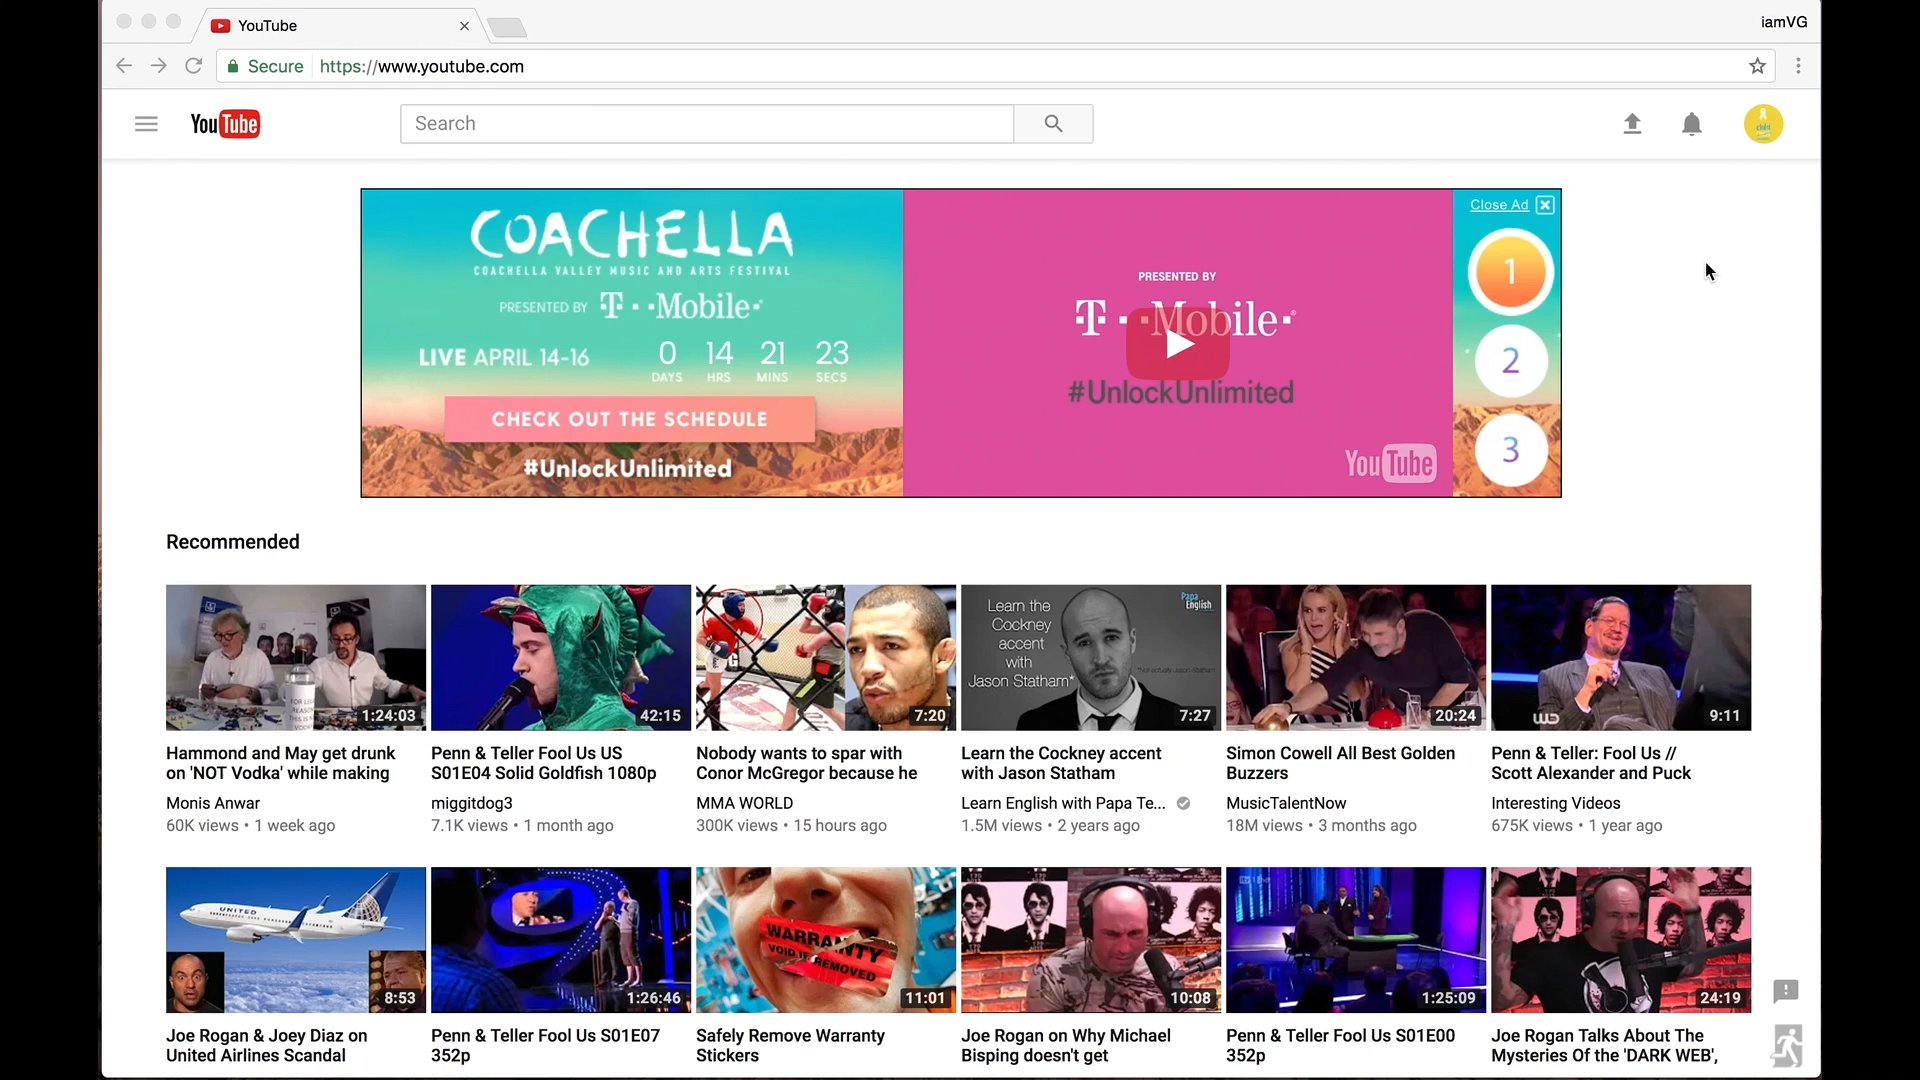 YouTube
iamVG
Secure
https://www.youtube.com
YouTube
Search
COACHELLA
COACHELLA VALLEY MUSIC AND ARTS FESTIVAL
PRESENTED BY T··Mobile·
LIVE APRIL 14-16
0 14 21 23
DAYS HRS MINS SECS
CHECK OUT THE SCHEDULE
#UnlockUnlimited
PRESENTED BY
T··Mobile·®
#UnlockUnlimited
YouTube
Close Ad
1
2
3
Recommended
1:24:03
42:15
7:20
Learn the
Cockney
accent
with
Jason Statham*
Papa
English
*Not actually Jason Statham
7:27
20:24
9:11
Hammond and May get drunk
on 'NOT Vodka' while making
Monis Anwar
60K views • 1 week ago
Penn & Teller Fool Us US
S01E04 Solid Goldfish 1080p
miggitdog3
7.1K views • 1 month ago
Nobody wants to spar with
Conor McGregor because he
MMA WORLD
300K views • 15 hours ago
Learn the Cockney accent
with Jason Statham
Learn English with Papa Te...
1.5M views • 2 years ago
Simon Cowell All Best Golden
Buzzers
MusicTalentNow
18M views • 3 months ago
Penn & Teller: Fool Us //
Scott Alexander and Puck
Interesting Videos
675K views • 1 year ago
UNITED
8:53
1:26:46
WARRANTY
VOID IF REMOVED
11:01
10:08
1:25:09
24:19
Joe Rogan & Joey Diaz on
United Airlines Scandal
Penn & Teller Fool Us S01E07
352p
Safely Remove Warranty
Stickers
Joe Rogan on Why Michael
Bisping doesn't get
Penn & Teller Fool Us S01E00
352p
Joe Rogan Talks About The
Mysteries Of the 'DARK WEB',